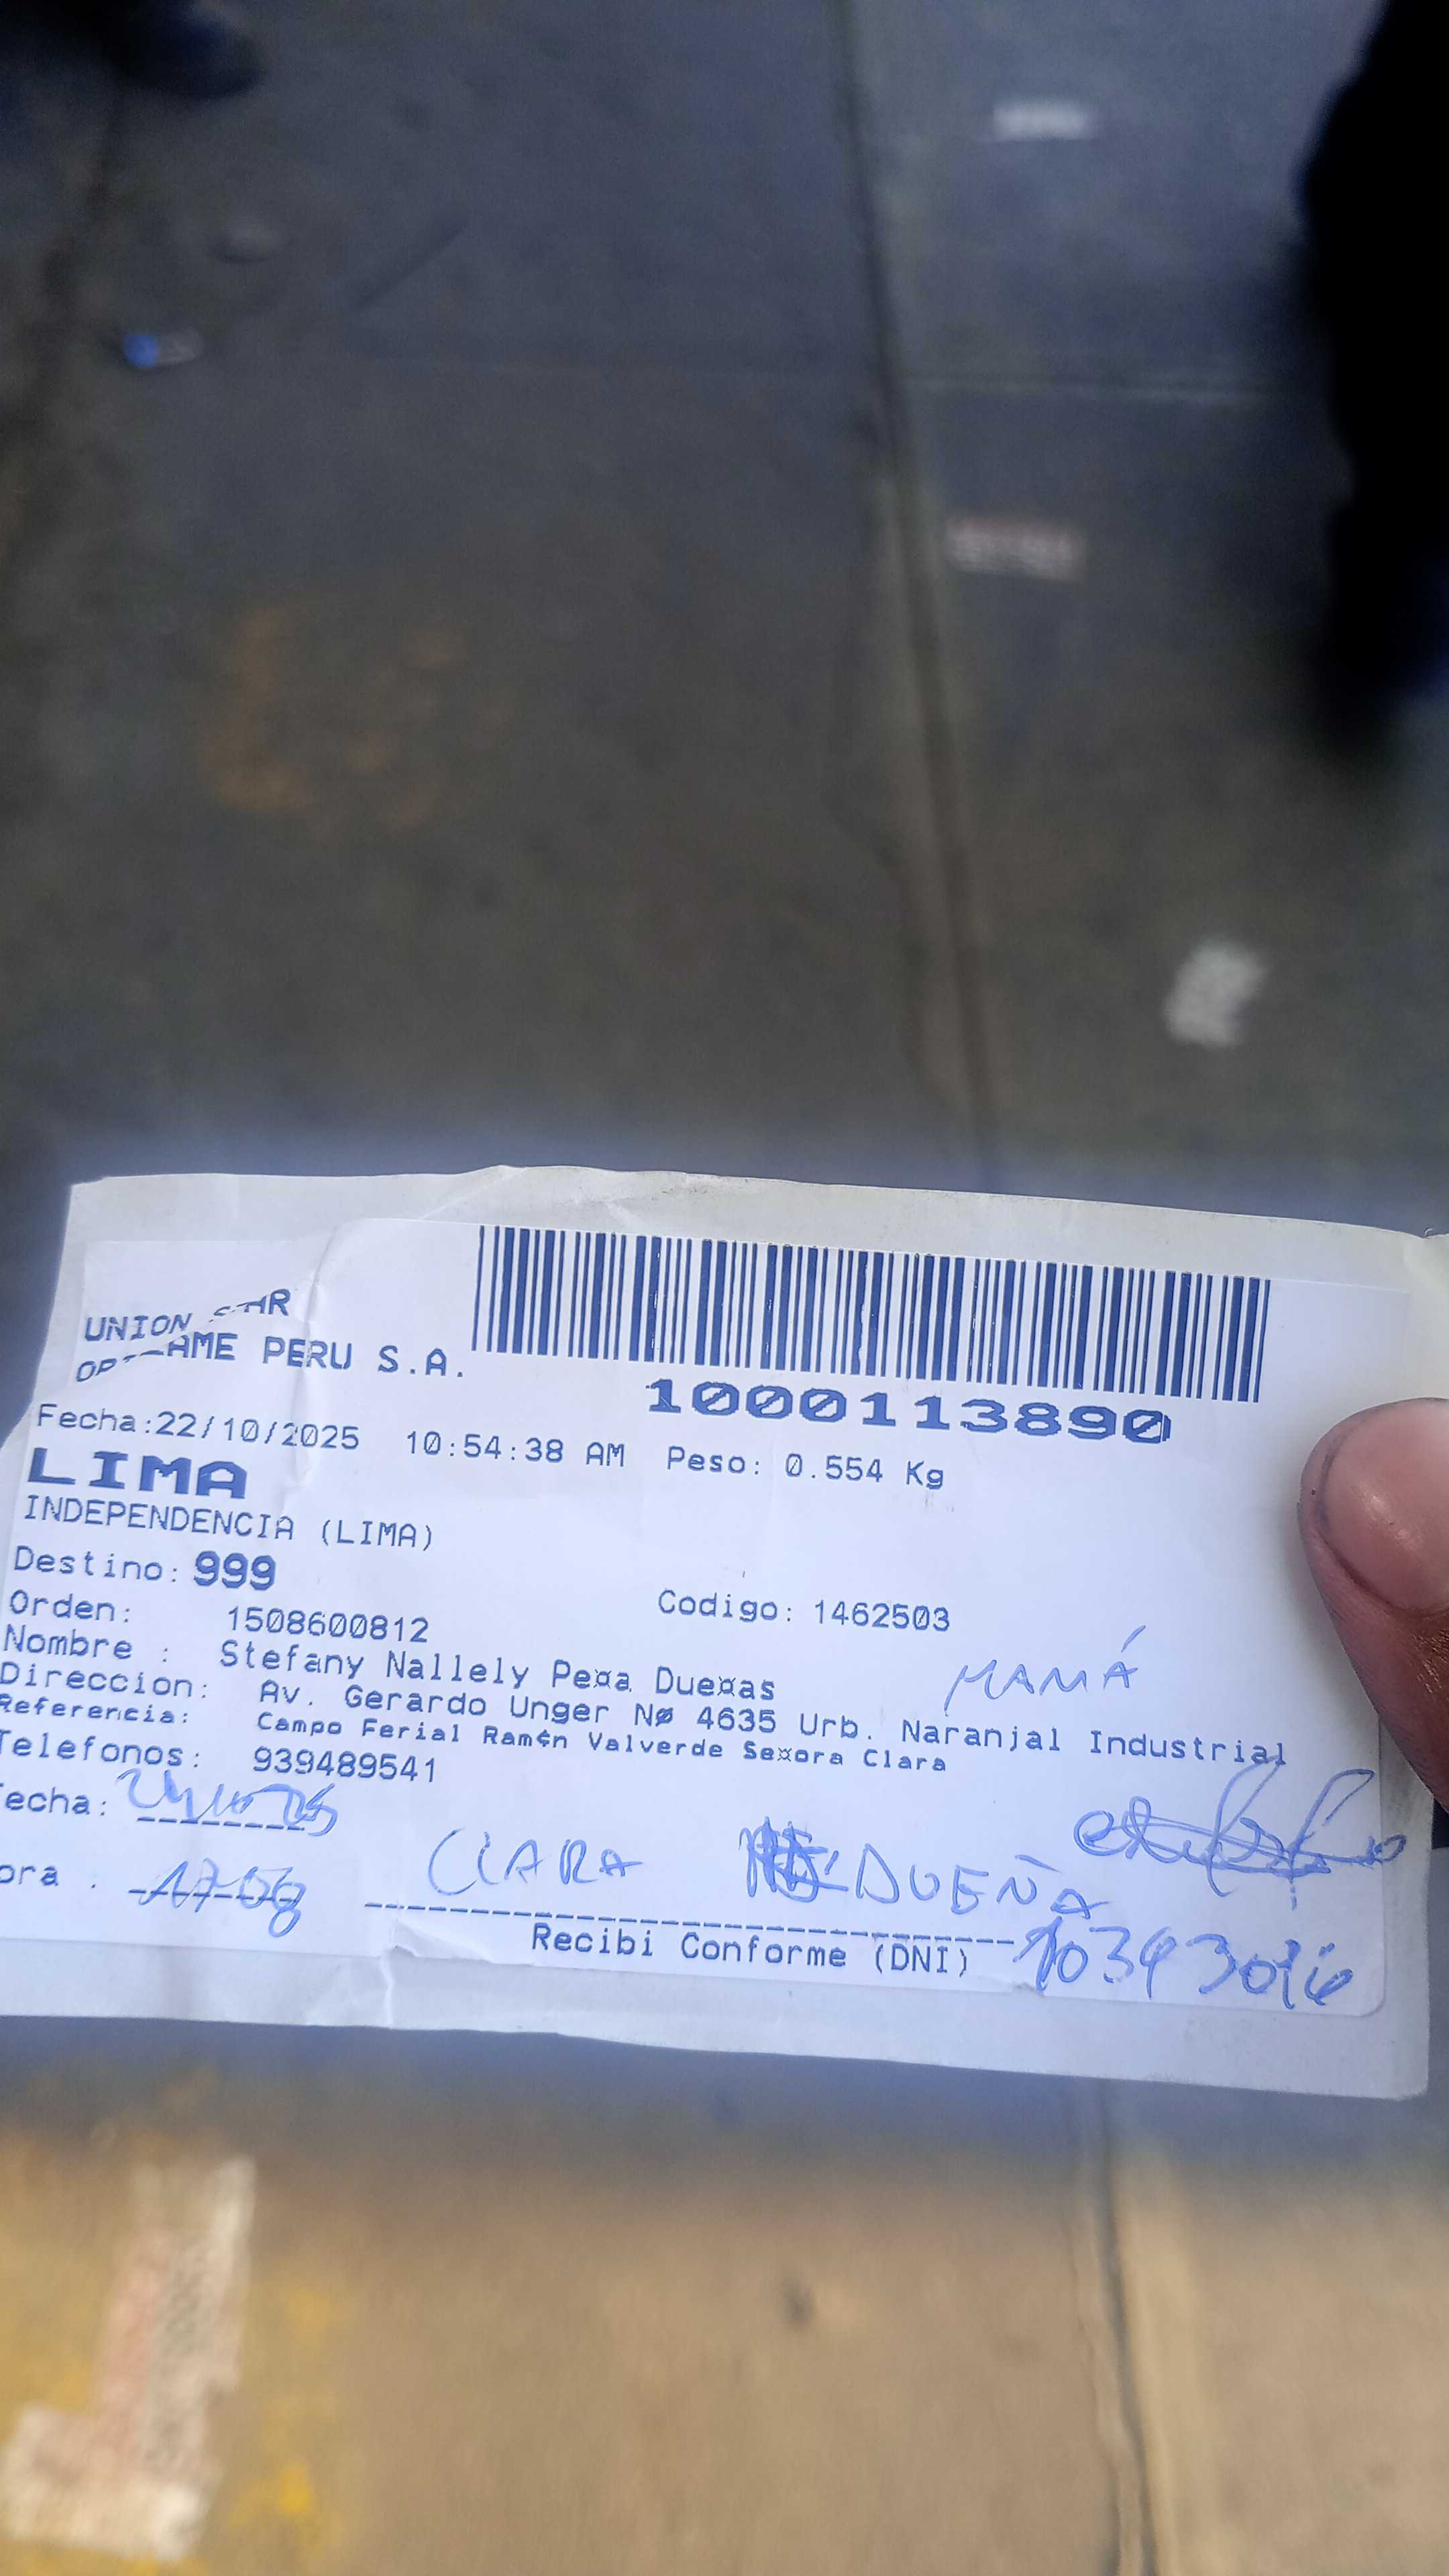 UNION STAR
OPTRAME PERU S.A.
1000113890
Fecha:22/10/2025 10:54:38 AM Peso: 0.554 Kg
LIMA
INDEPENDENCIA (LIMA)
Destino: 999
Orden: 1508600812 Codigo: 1462503
Nombre : Stefany Nallely Pe¤a Due¤as
MAMÁ
Direccion: Av. Gerardo Unger Nø 4635 Urb. Naranjal Industrial
Referencia: Campo Ferial Ram¢n Valverde Se¤ora Clara
Telefonos: 939489541
echa:
ora :
CLARA DUEÑA
Recibi Conforme (DNI)